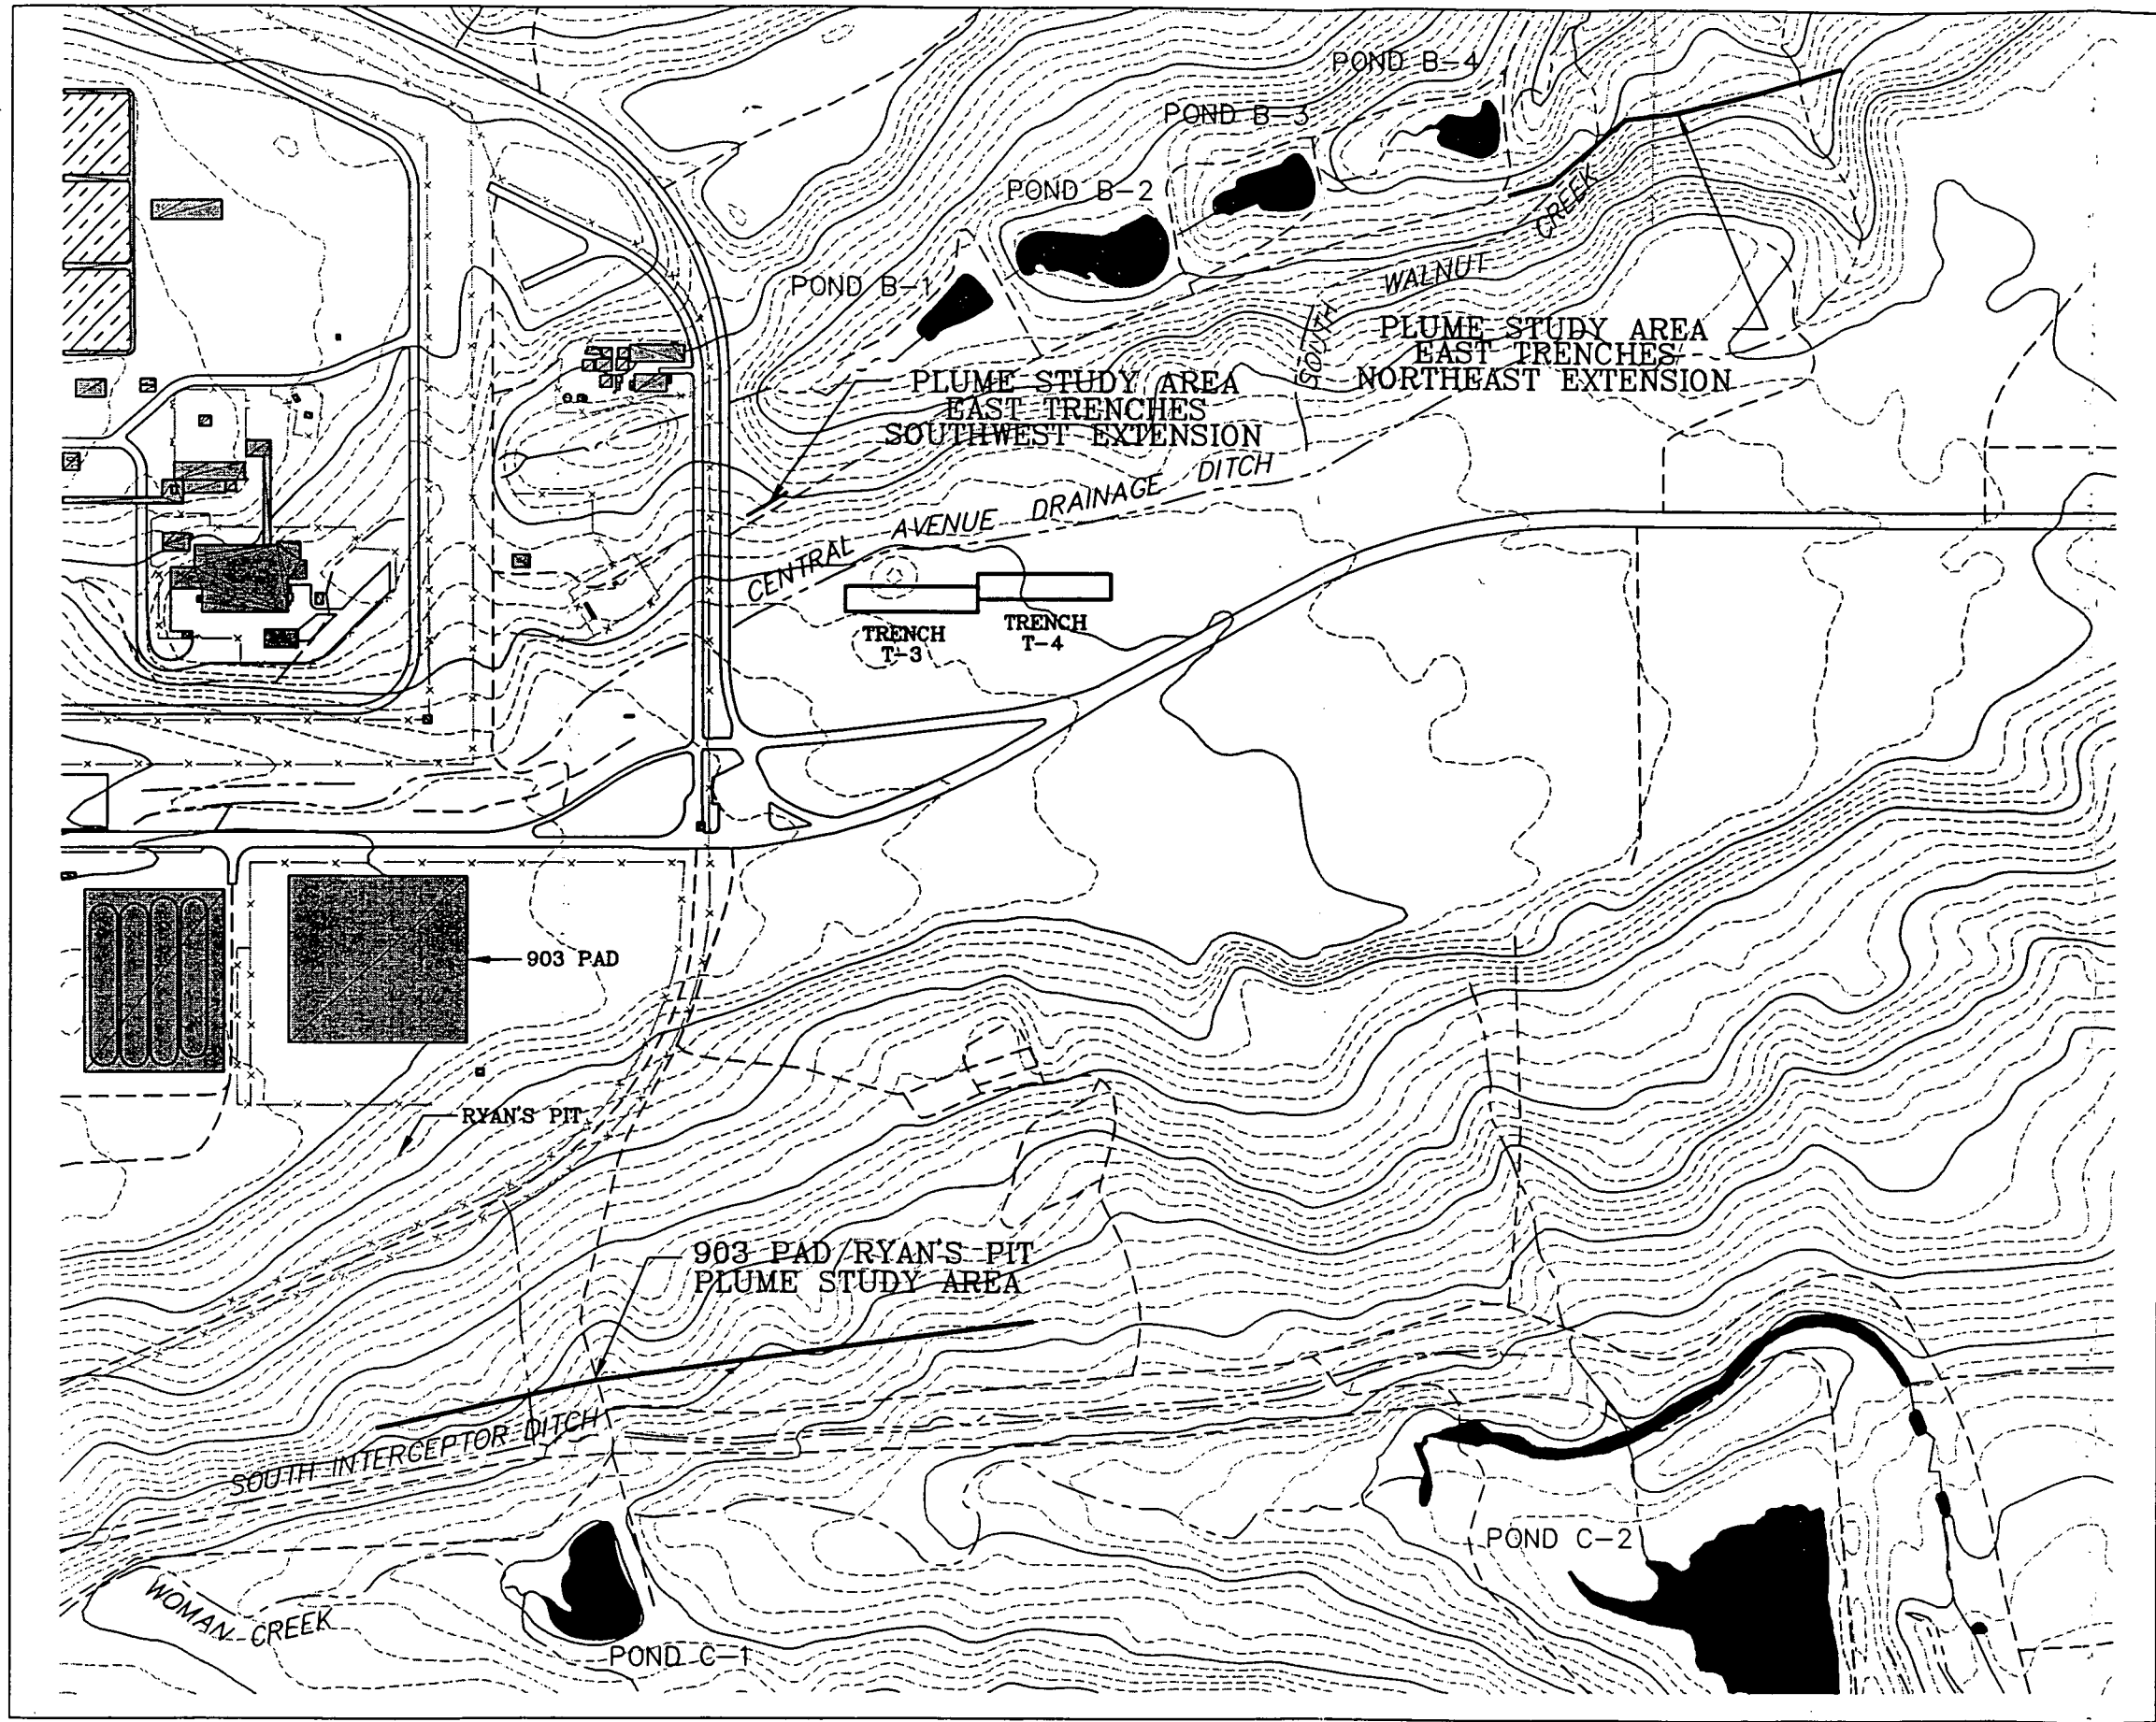 POND B-4
POND B-3
POND B-2
POND B-1
CREEK
WALNUT
SOUTH
PLUME STUDY AREA
EAST TRENCHES
NORTHEAST EXTENSION
PLUME STUDY AREA
EAST TRENCHES
SOUTHWEST EXTENSION
CENTRAL AVENUE DRAINAGE DITCH
TRENCH
T-3
TRENCH
T-4
903 PAD
RYAN'S PIT
903 PAD/RYAN'S PIT
PLUME STUDY AREA
SOUTH INTERCEPTOR DITCH
WOMAN CREEK
POND C-1
POND C-2